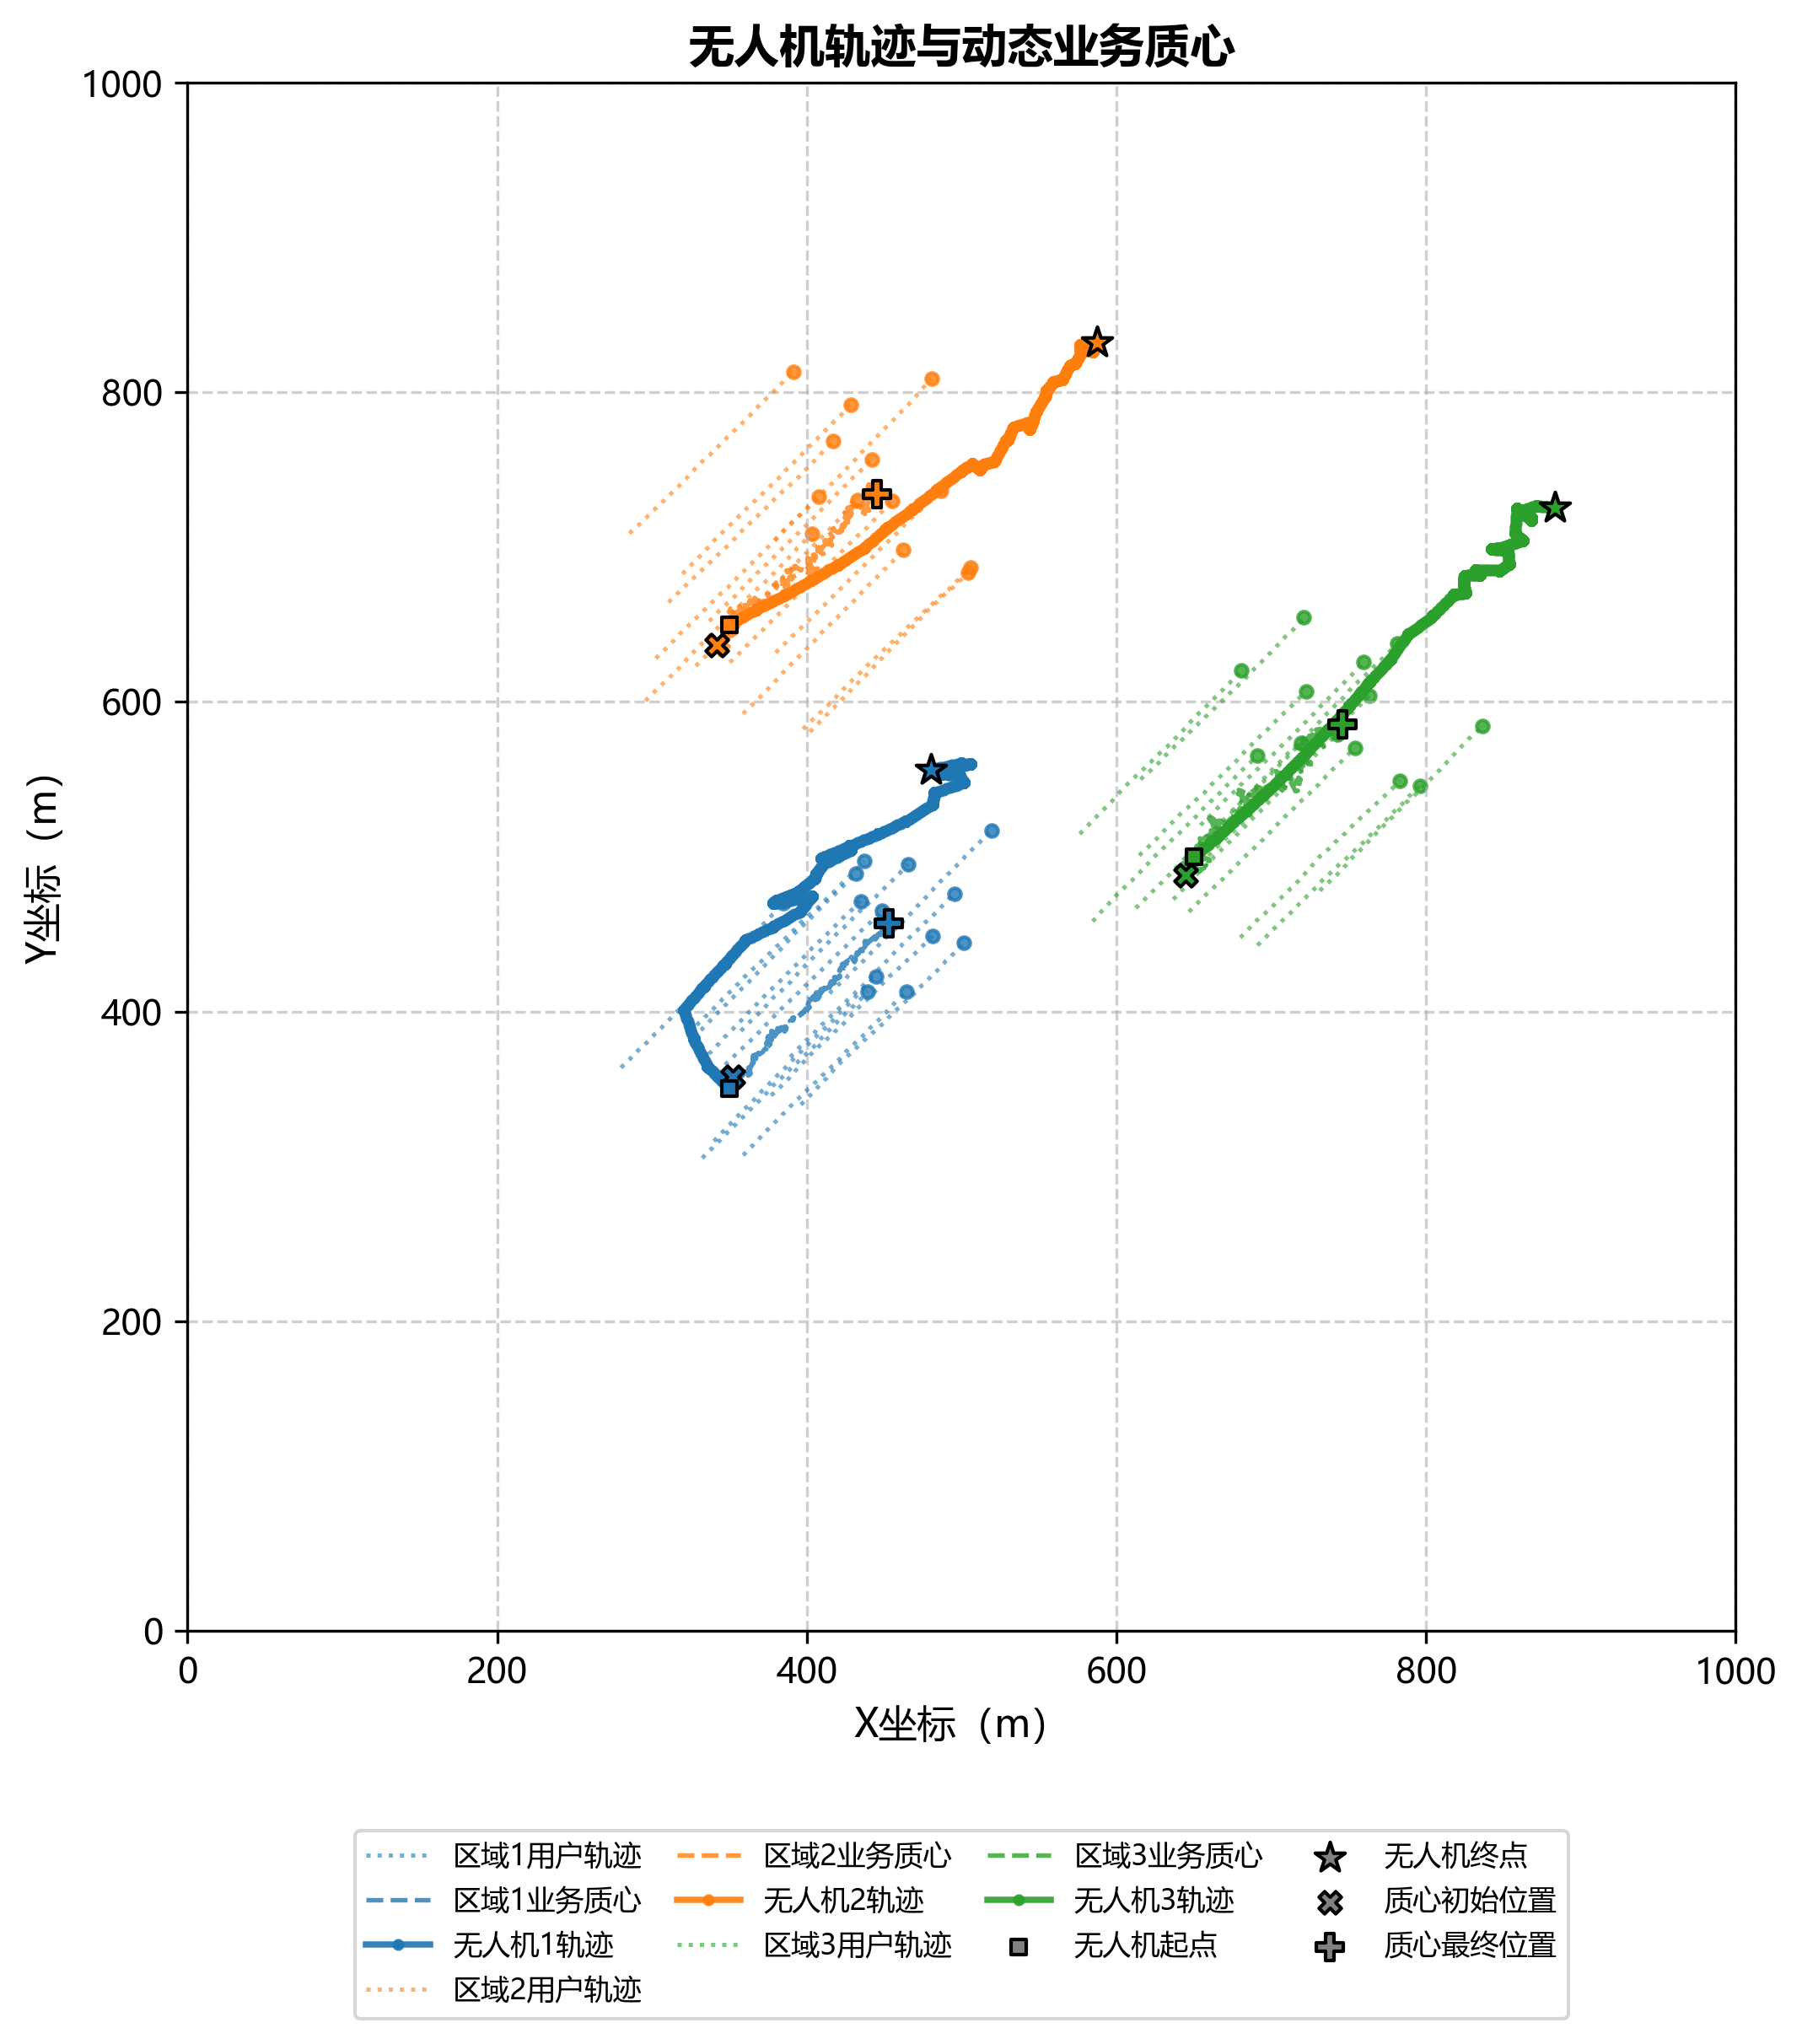 无人机轨迹与动态业务质心
1000
800
600
400
200
0
Y坐标（m）
0 200 400 600 800 1000
X坐标（m）
区域1用户轨迹 区域2业务质心 区域3业务质心 无人机终点
区域1业务质心 无人机2轨迹 无人机3轨迹 质心初始位置
无人机1轨迹 区域3用户轨迹 无人机起点 质心最终位置
区域2用户轨迹